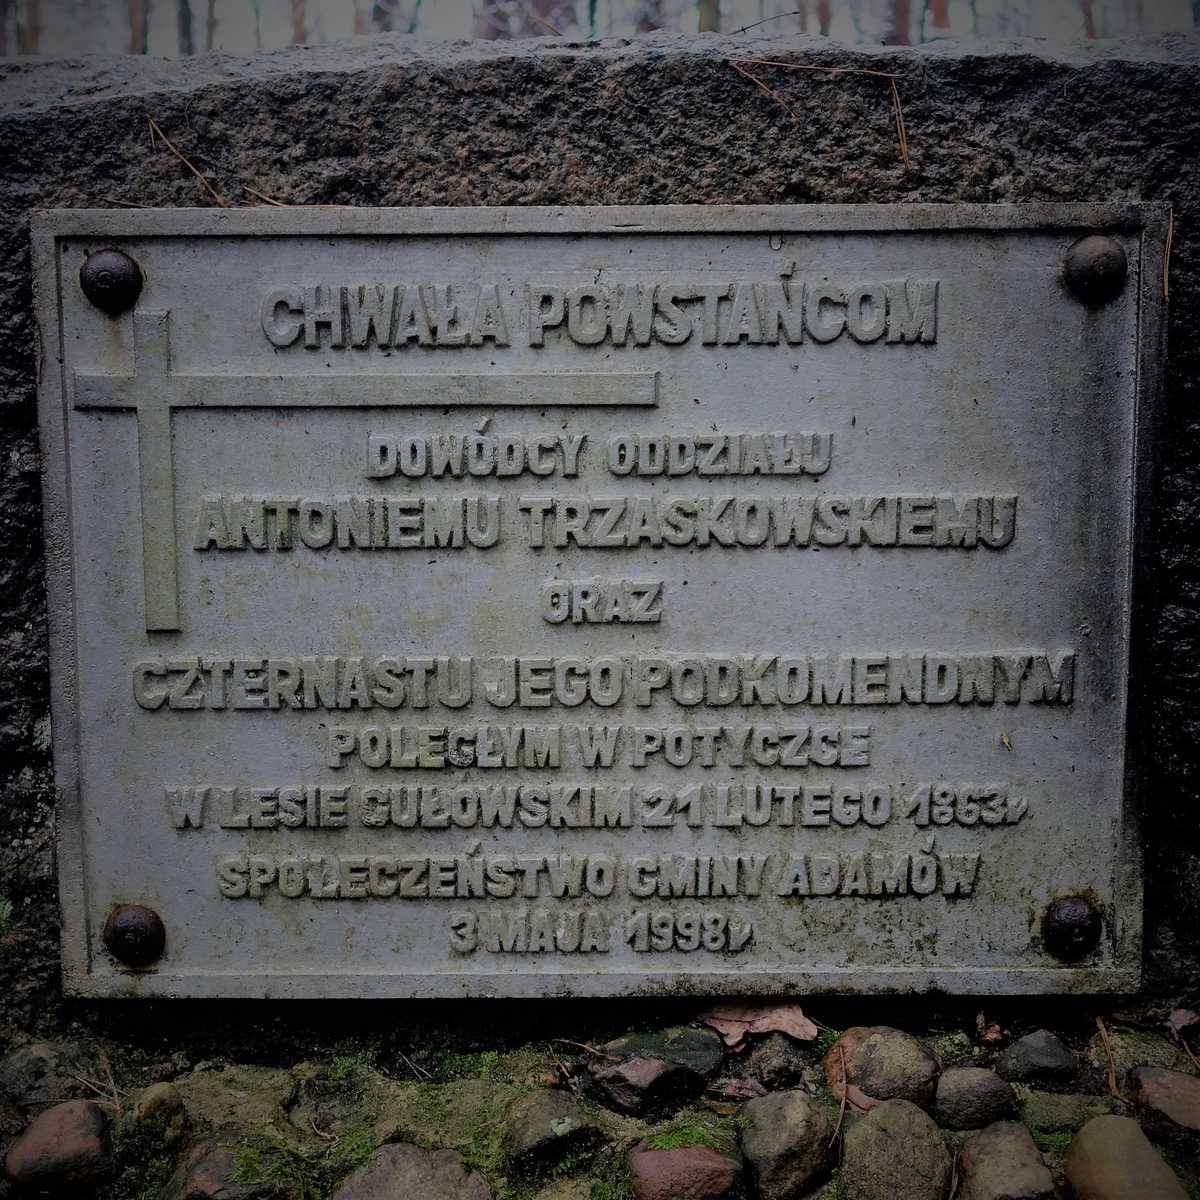 CHWAŁA POWSTAŃCOM
DOWÓDCY ODDZIAŁU
ANTONIEMU TRZASKOWSKIEMU
ORAZ
CZTERNASTU JEGO PODKOMENDNYM
POLEGŁYM W POTYCZCE
W LESIE GUŁOWSKIM 21 LUTEGO 1863r
SPOŁECZEŃSTWO GMINY ADAMÓW
3 MAJA 1998r